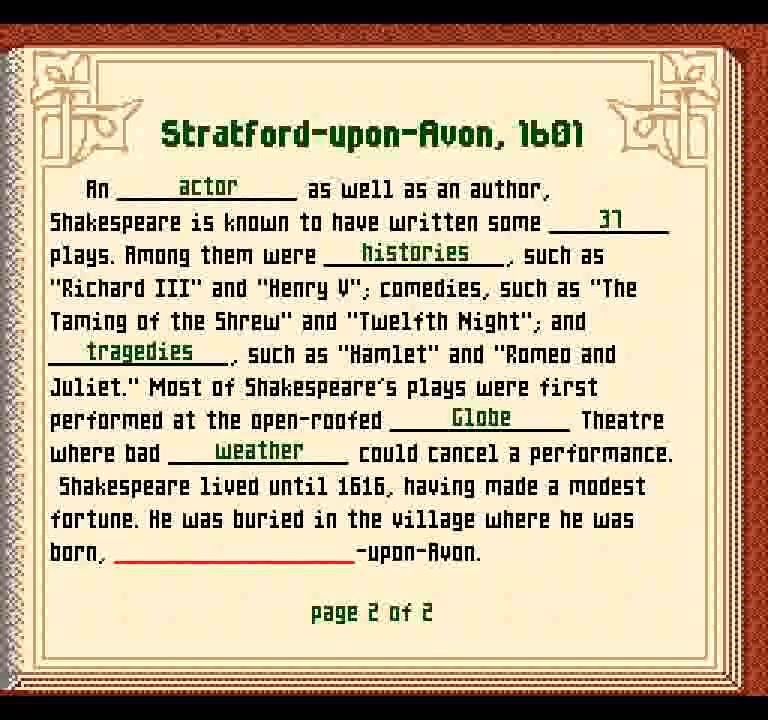 Stratford-upon-Avon, 1601
An actor as well as an author,
Shakespeare is known to have written some 37
plays. Among them were histories, such as
"Richard III" and "Henry V"; comedies, such as "The
Taming of the Shrew" and "Twelfth Night"; and
tragedies, such as "Hamlet" and "Romeo and
Juliet." Most of Shakespeare's plays were first
performed at the open-roofed Globe Theatre
where bad weather could cancel a performance.
Shakespeare lived until 1616, having made a modest
fortune. He was buried in the village where he was
born, -upon-Avon.
page 2 of 2